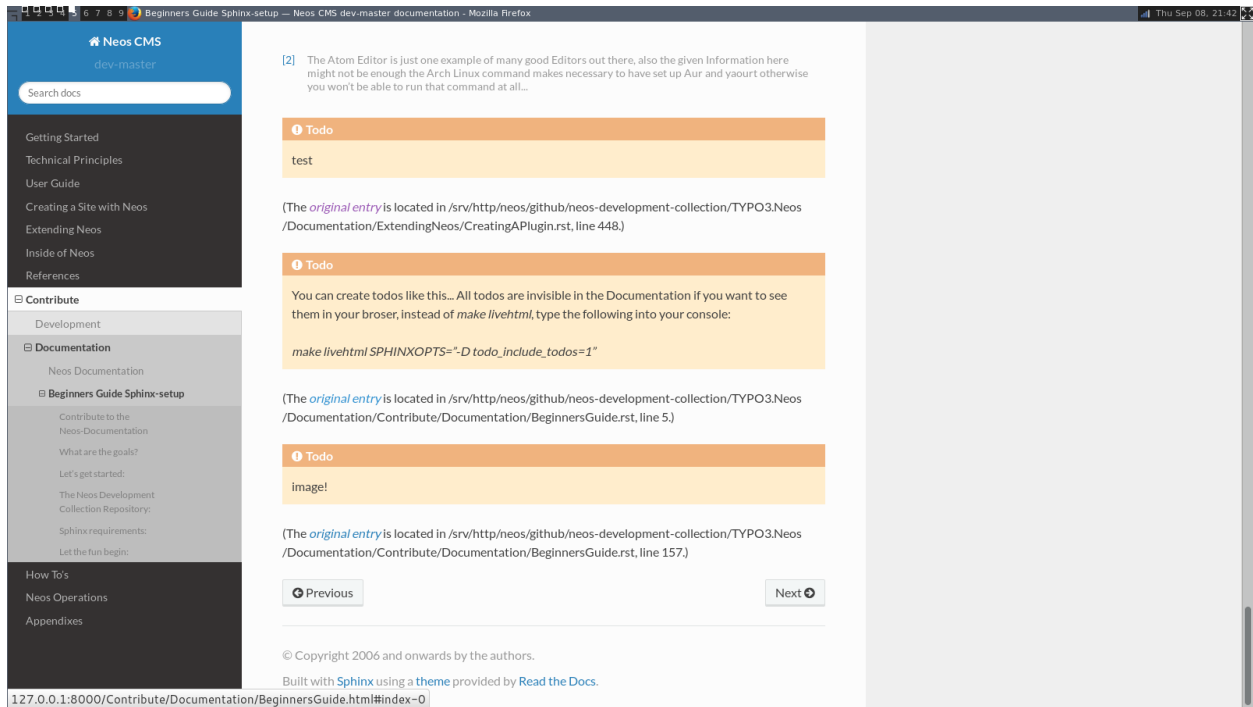 1 2 3 4 5 6 7 8 9 Beginners Guide Sphinx-setup — Neos CMS dev-master documentation - Mozilla Firefox
Thu Sep 08, 21:42
Neos CMS
dev-master
Search docs
Getting Started
Technical Principles
User Guide
Creating a Site with Neos
Extending Neos
Inside of Neos
References
Contribute
Development
Documentation
Neos Documentation
Beginners Guide Sphinx-setup
Contribute to the
Neos-Documentation
What are the goals?
Let's get started:
The Neos Development
Collection Repository:
Sphinx requirements:
Let the fun begin:
How To's
Neos Operations
Appendixes
[2] The Atom Editor is just one example of many good Editors out there, also the given Information here
might not be enough the Arch Linux command makes necessary to have set up Aur and yaourt otherwise
you won't be able to run that command at all...
Todo
test
(The original entry is located in /srv/http/neos/github/neos-development-collection/TYPO3.Neos
/Documentation/ExtendingNeos/CreatingAPlugin.rst, line 448.)
Todo
You can create todos like this... All todos are invisible in the Documentation if you want to see
them in your broser, instead of make livehtml, type the following into your console:
make livehtml SPHINXOPTS=”-D todo_include_todos=1”
(The original entry is located in /srv/http/neos/github/neos-development-collection/TYPO3.Neos
/Documentation/Contribute/Documentation/BeginnersGuide.rst, line 5.)
Todo
image!
(The original entry is located in /srv/http/neos/github/neos-development-collection/TYPO3.Neos
/Documentation/Contribute/Documentation/BeginnersGuide.rst, line 157.)
Previous
Next
© Copyright 2006 and onwards by the authors.
Built with Sphinx using a theme provided by Read the Docs.
127.0.0.1:8000/Contribute/Documentation/BeginnersGuide.html#index-0